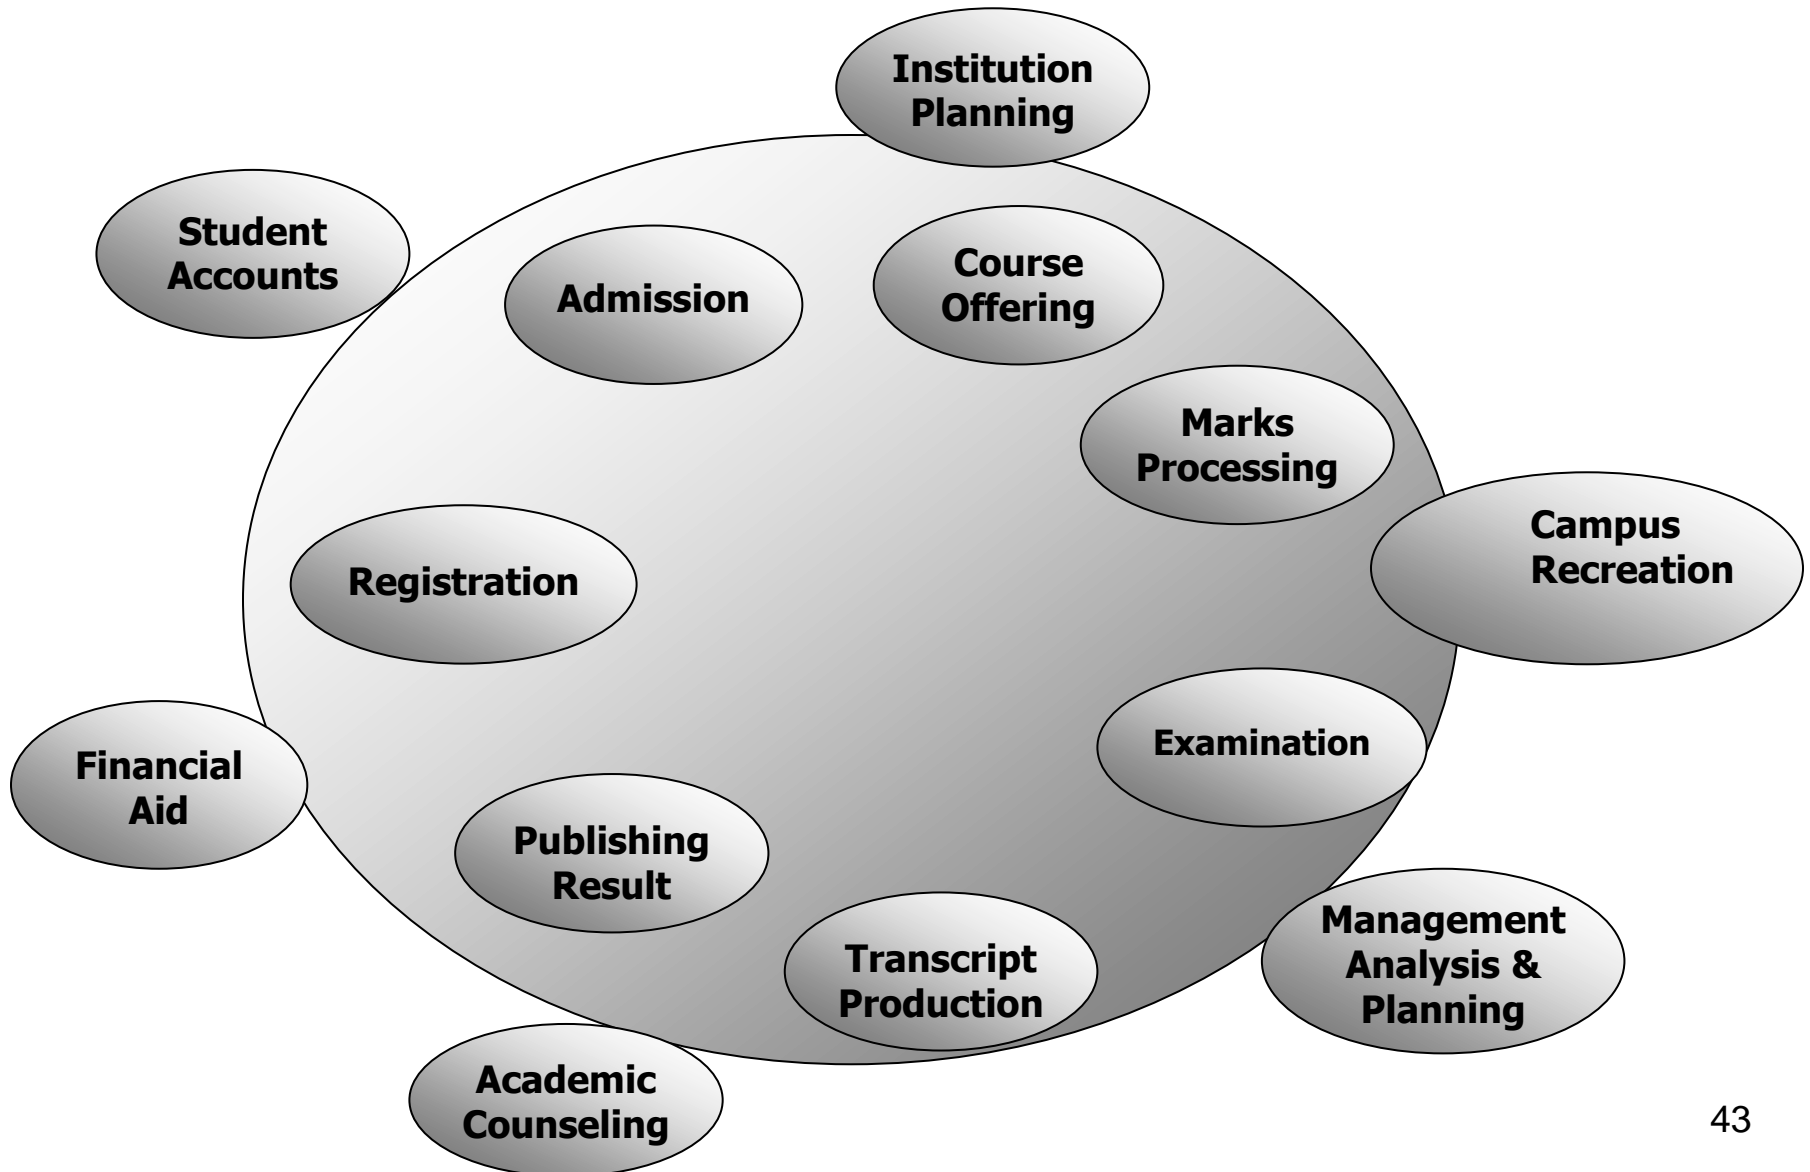 Institution
Planning
Student
Accounts
Admission
Course
Offering
Marks
Processing
Campus
Recreation
Registration
Examination
Financial
Aid
Publishing
Result
Transcript
Production
Management
Analysis &
Planning
Academic
Counseling
43